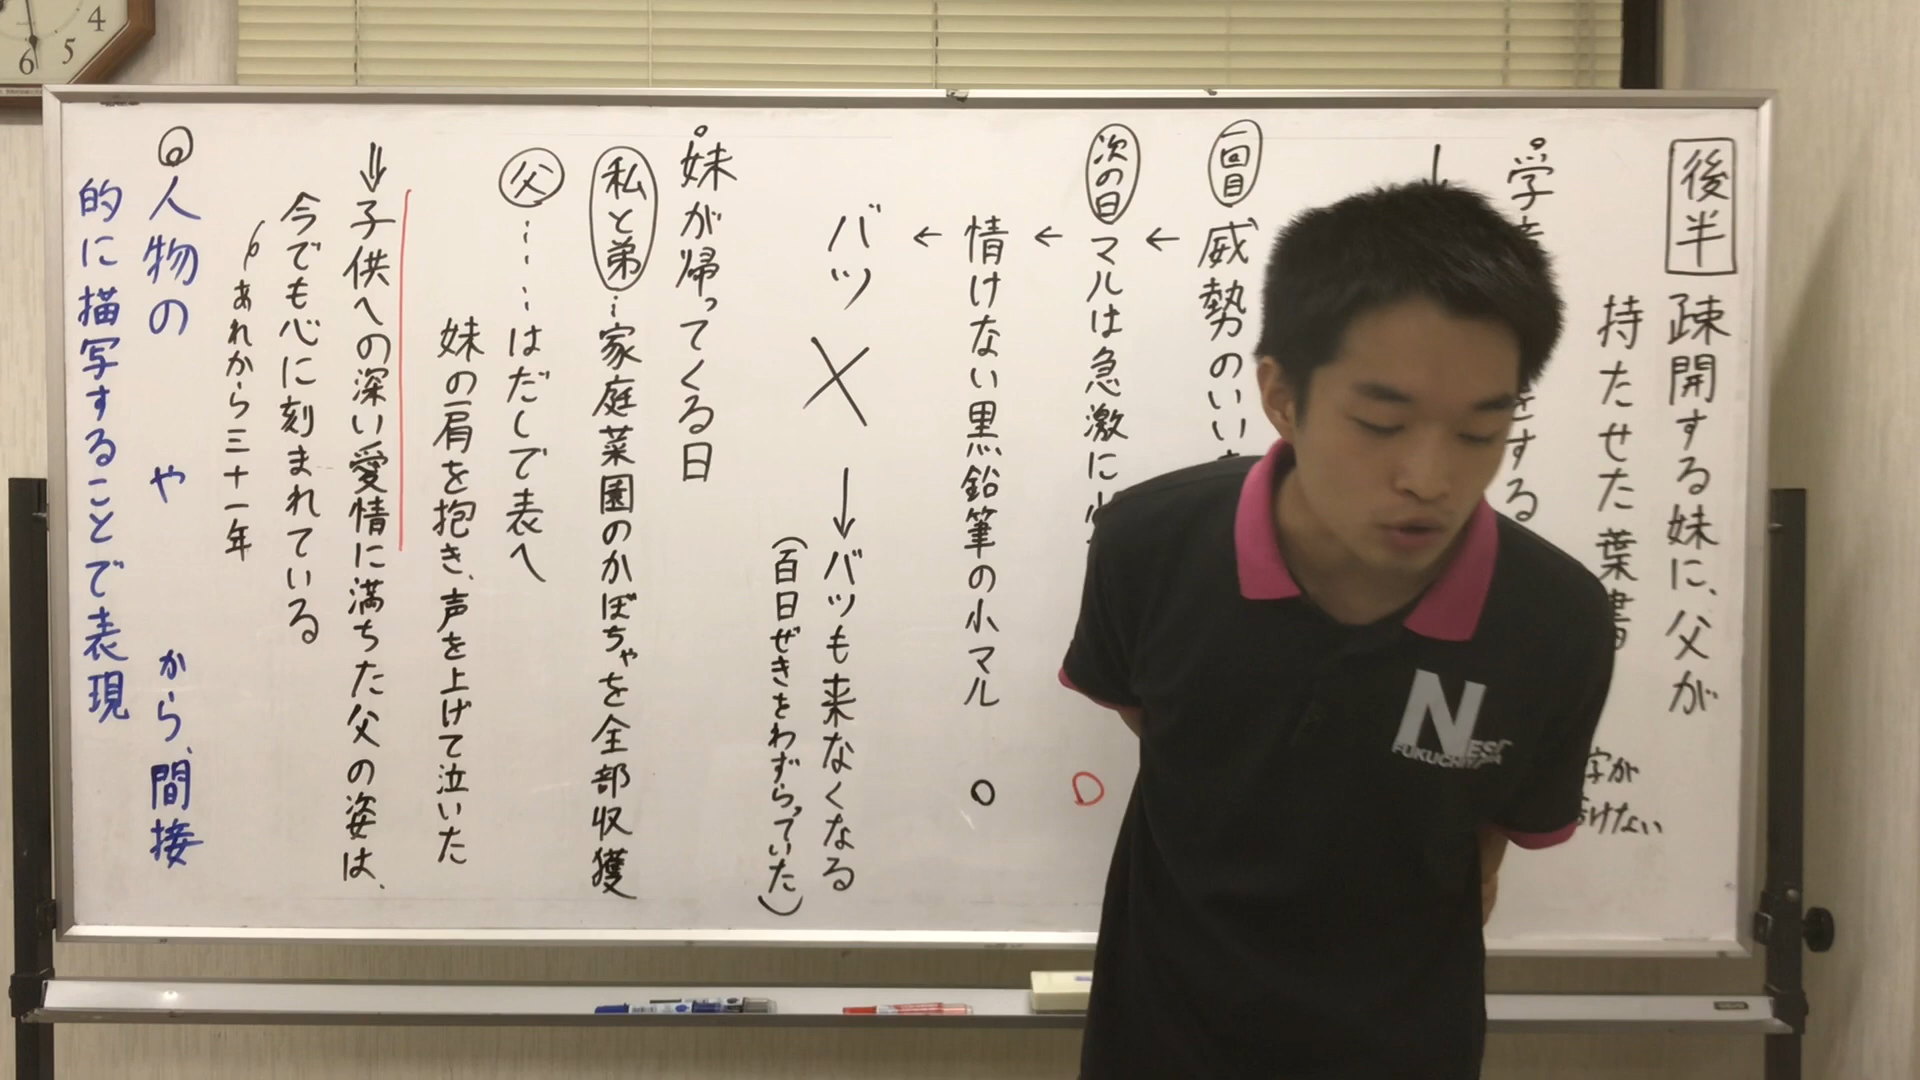 後半
疎開する妹に、父が
持たせた葉書
字が
けない
学
をする
一回目
威勢のいい
次の日
マルは急激に
情けない黒鉛筆の小マル
バツ
バツも来なくなる
(百日ぜきをわずらっていた)
妹が帰ってくる日
私と弟…家庭菜園のかぼちゃを全部収獲
父……はだしで表へ
妹の肩を抱き、声を上げて泣いた
子供への深い愛情に満ちた父の姿は、
今でも心に刻まれている
あれから三十一年
人物の や から、間接
的に描写することで表現
N
FUKUCHI
4
5
6